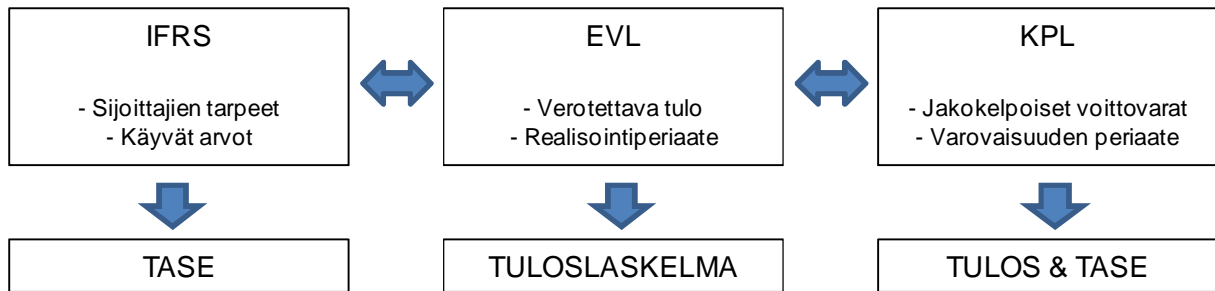 IFRS
- Sijoittajien tarpeet
- Käyvät arvot
EVL
- Verotettava tulo
- Realisointiperiaate
KPL
- Jakokelpoiset voittovarat
- Varovaisuuden periaate
TASE
TULOSLASKELMA
TULOS & TASE